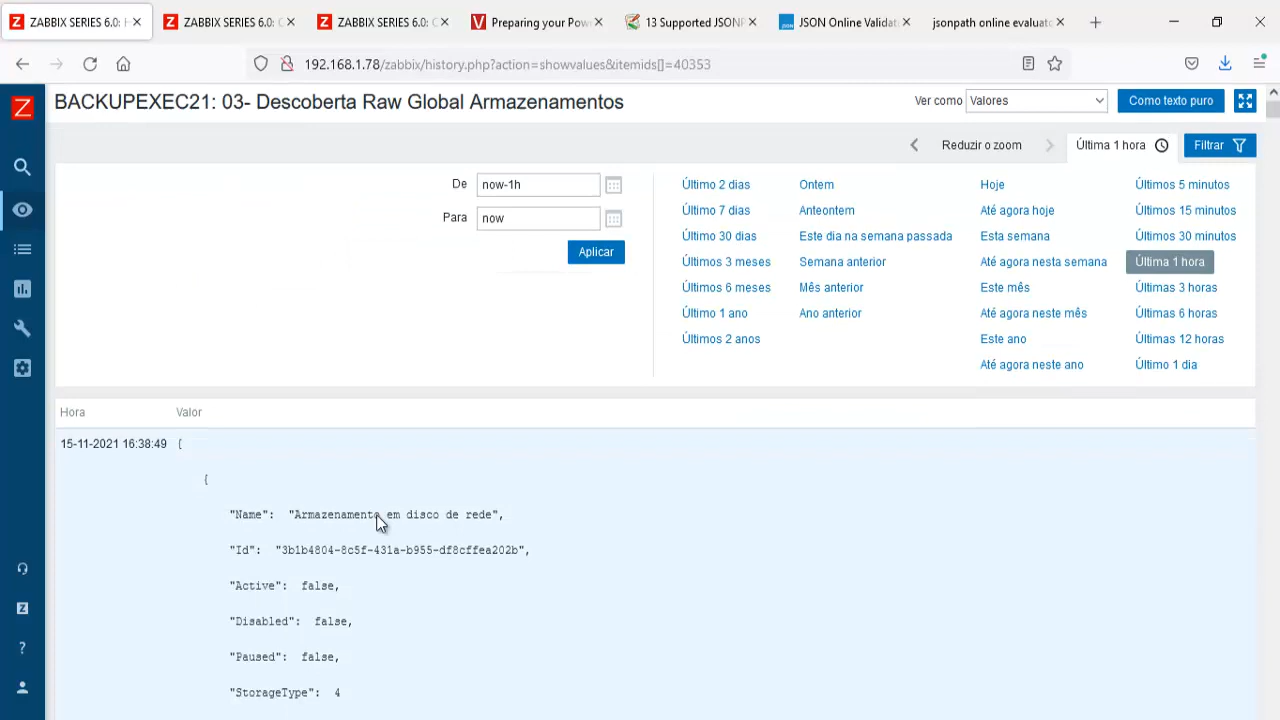 ZABBIX SERIES 6.0: H
ZABBIX SERIES 6.0: C
ZABBIX SERIES 6.0: C
Preparing your Pow
13 Supported JSONP
JSON Online Validat
jsonpath online evaluato
192.168.1.78/zabbix/history.php?action=showvalues&itemids[]=40353
BACKUPEXEC21: 03- Descoberta Raw Global Armazenamentos
Ver como Valores Como texto puro
Reduzir o zoom Última 1 hora Filtrar
De now-1h
Para now
Aplicar
Último 2 dias Ontem Hoje Últimos 5 minutos
Último 7 dias Anteontem Até agora hoje Últimos 15 minutos
Último 30 dias Este dia na semana passada Esta semana Últimos 30 minutos
Últimos 3 meses Semana anterior Até agora nesta semana Última 1 hora
Últimos 6 meses Mês anterior Este mês Últimas 3 horas
Último 1 ano Ano anterior Até agora neste mês Últimas 6 horas
Últimos 2 anos Este ano Últimas 12 horas
Até agora neste ano Último 1 dia
Hora Valor
15-11-2021 16:38:49 [
{
"Name": "Armazenamento em disco de rede",
"Id": "3b1b4804-8c5f-431a-b955-df8cffea202b",
"Active": false,
"Disabled": false,
"Paused": false,
"StorageType": 4